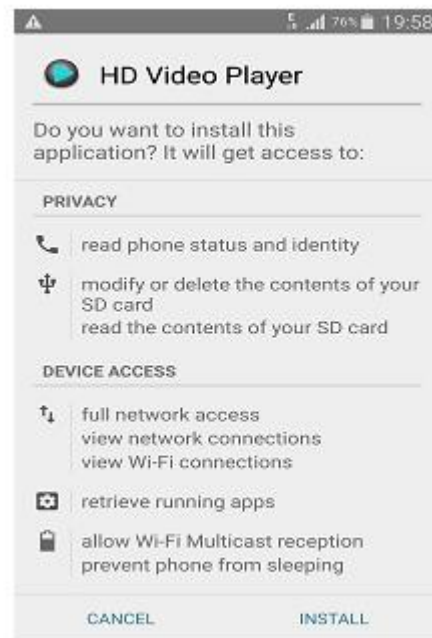 76% 19:58
HD Video Player
Do you want to install this
application? It will get access to:
PRIVACY
read phone status and identity
modify or delete the contents of your
SD card
read the contents of your SD card
DEVICE ACCESS
full network access
view network connections
view Wi-Fi connections
retrieve running apps
allow Wi-Fi Multicast reception
prevent phone from sleeping
CANCEL INSTALL